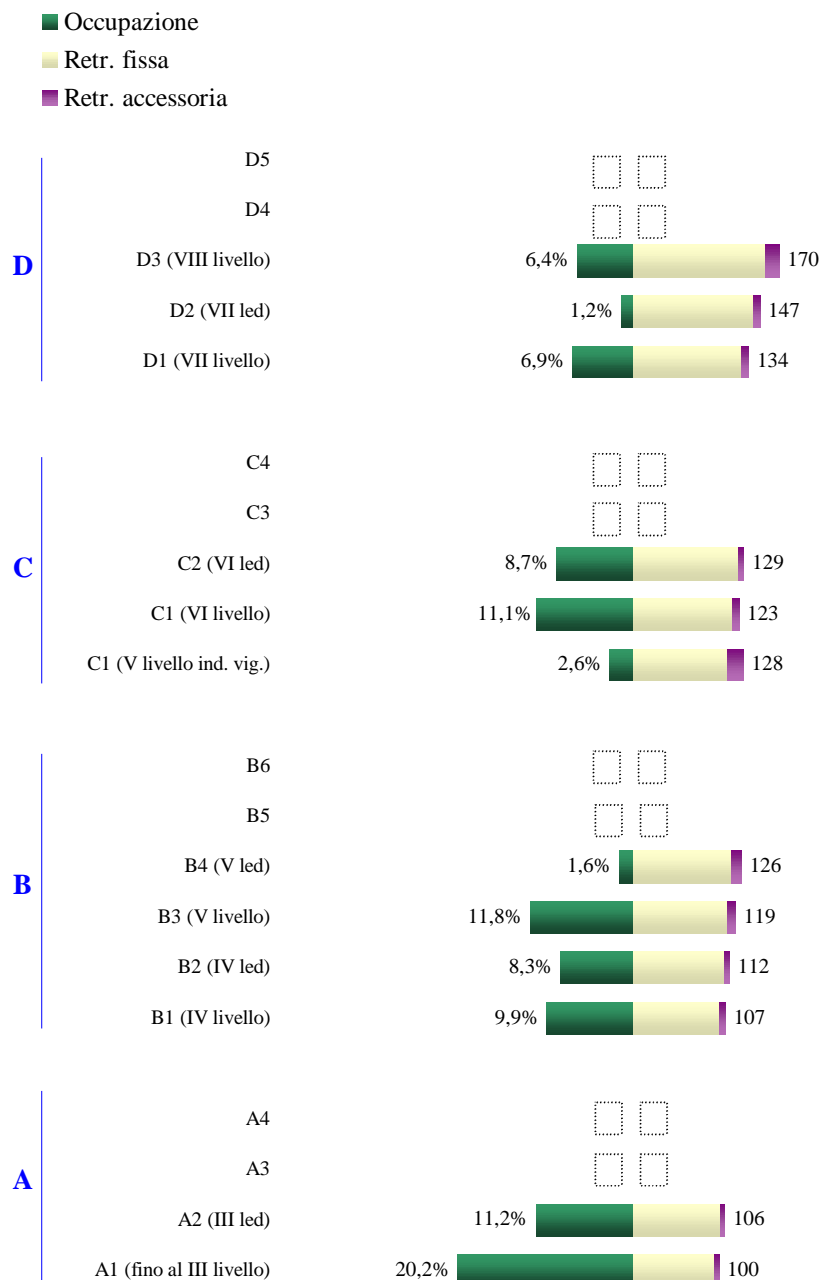 Occupazione
Retr. fissa
Retr. accessoria
D5
D4
D
D3 (VIII livello) 6,4% 170
D2 (VII led) 1,2% 147
D1 (VII livello) 6,9% 134
C4
C3
C
C2 (VI led) 8,7% 129
C1 (VI livello) 11,1% 123
C1 (V livello ind. vig.) 2,6% 128
B6
B5
B4 (V led) 1,6% 126
B
B3 (V livello) 11,8% 119
B2 (IV led) 8,3% 112
B1 (IV livello) 9,9% 107
A4
A3
A
A2 (III led) 11,2% 106
A1 (fino al III livello) 20,2% 100